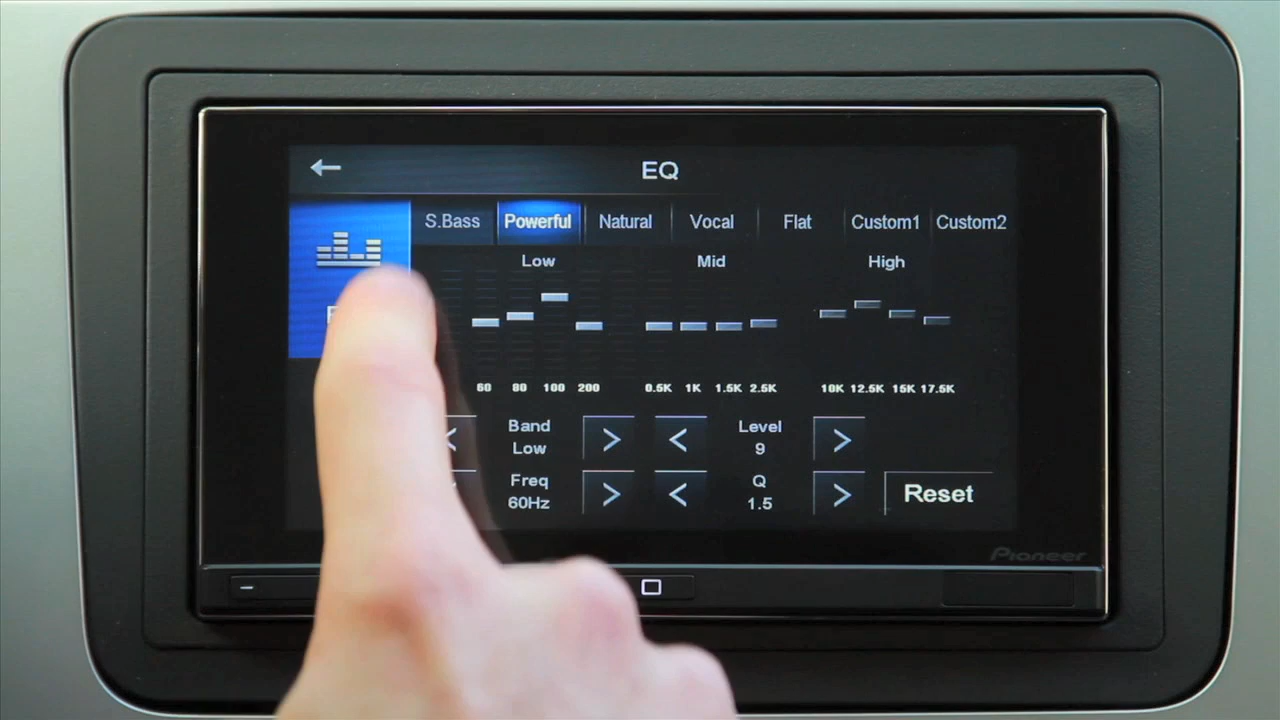 EQ
S.Bass Powerful Natural Vocal Flat Custom1 Custom2
Low Mid High
60 80 100 200 0.5K 1K 1.5K 2.5K 10K 12.5K 15K 17.5K
Band Level
Low 9
Freq Q
60Hz 1.5
Reset
Pioneer